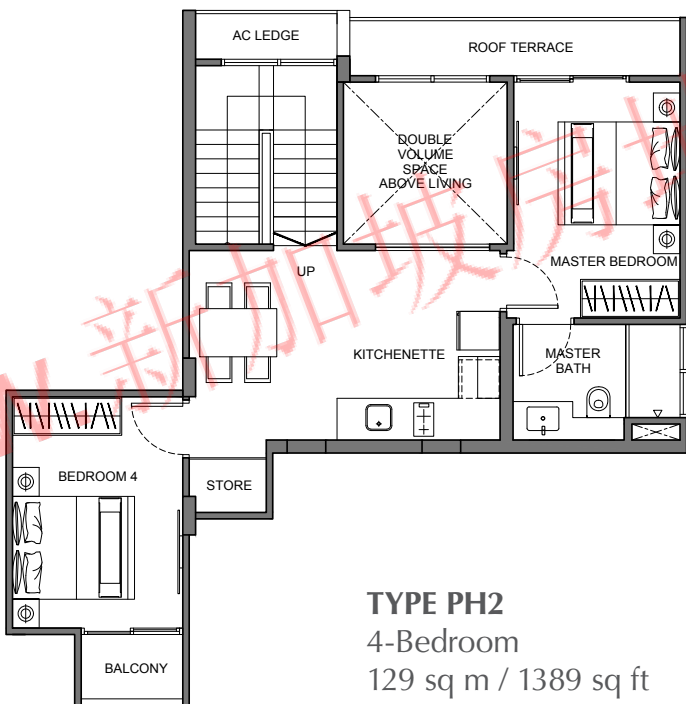 AC LEDGE
ROOF TERRACE
DOUBLE
VOLUME
SPACE
ABOVE LIVING
UP
MASTER BEDROOM
KITCHENETTE
MASTER
BATH
BEDROOM 4
STORE
BALCONY
TYPE PH2
4-Bedroom
129 sq m / 1389 sq ft
w.新加坡房